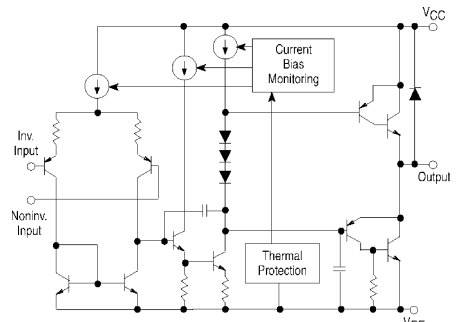 VCC
Current
Bias
Monitoring
Inv.
Input
Output
Noninv.
Input
Thermal
Protection